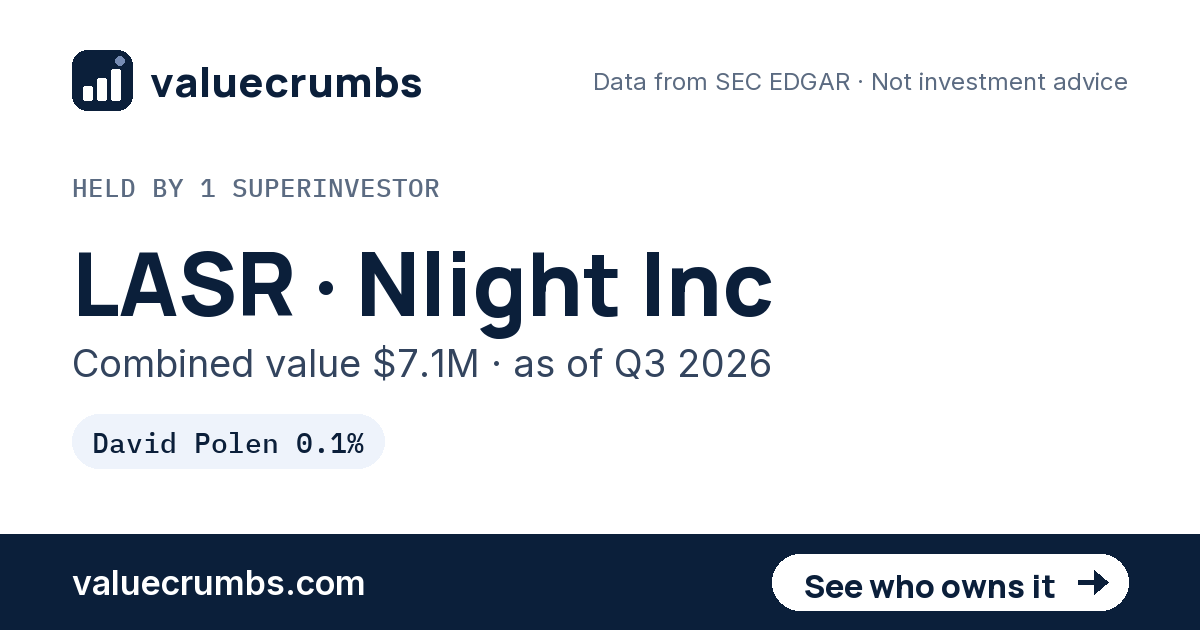 valuecrumbs
Data from SEC EDGAR · Not investment advice
HELD BY 1 SUPERINVESTOR
LASR · Nlight Inc
Combined value $7.1M · as of Q3 2026
David Polen 0.1%
valuecrumbs.com
See who owns it →